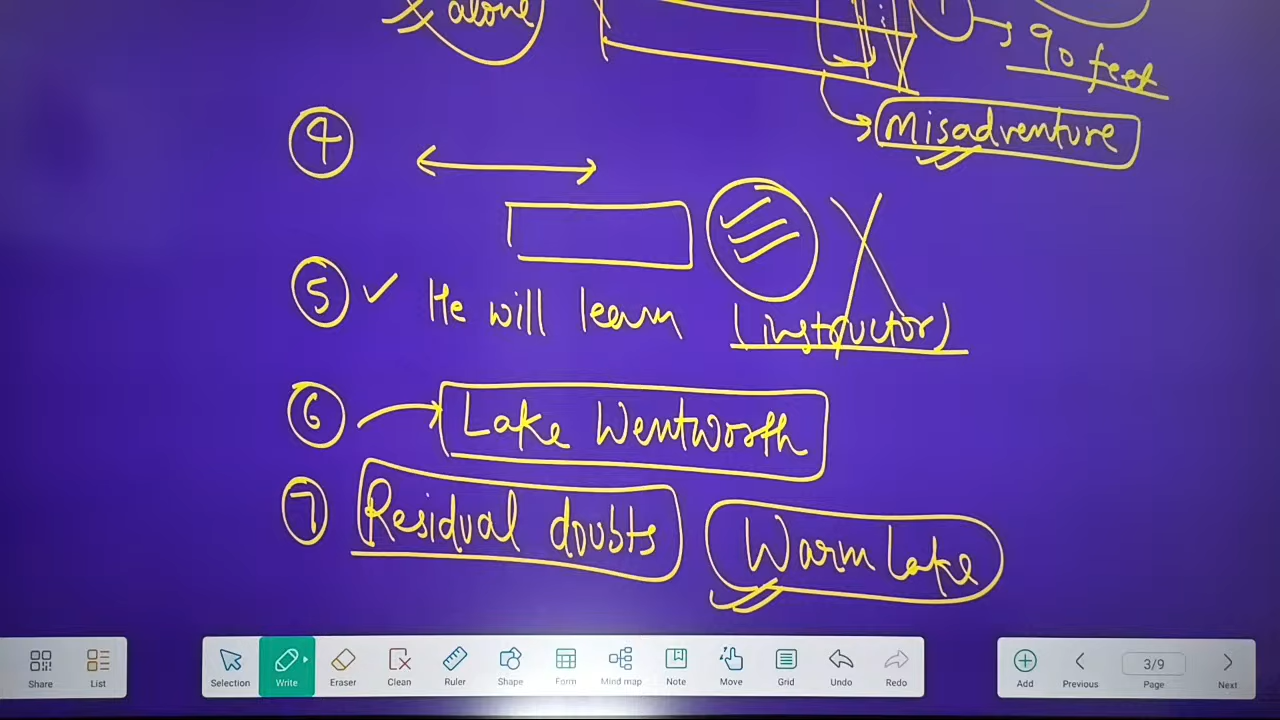 alone
90 feet
Misadventure
4
5 He will learn (instructor)
6 Lake Wentworth
7 Residual doubts Warm Lake
Share List Selection Write Eraser Clean Ruler Shape Form Mind map Note Move Grid Undo Redo Add Previous 3/9 Page Next